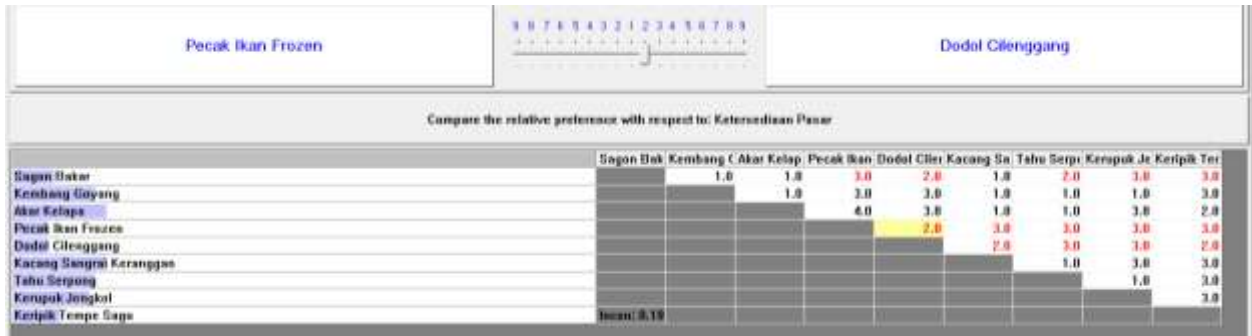 Pecak Ikan Frozen
9 8 7 6 5 4 3 2 1 2 3 4 5 6 7 8 9
Dodol Cilenggang
Compare the relative preference with respect to: Ketersediaan Pasar
Sagon Bak Kembang G Akar Kelap Pecak Ikan Dodol Cilen Kacang Sa Tahu Serpo Kerupuk Je Keripik Tem
Sagon Bakar 1.0 1.0 3.0 2.0 1.0 2.0 3.0 3.0
Kembang Goyang 1.0 3.0 3.0 1.0 1.0 1.0 3.0
Akar Kelapa 4.0 3.0 1.0 1.0 3.0 2.0
Pecak Ikan Frozen 2.0 3.0 3.0 3.0 3.0
Dodol Cilenggang 2.0 3.0 3.0 2.0
Kacang Sangrai Keranggan 1.0 3.0 3.0
Tahu Serpong 1.0 3.0
Kerupuk Jengkol 3.0
Keripik Tempe Sagu Incon: 0.19